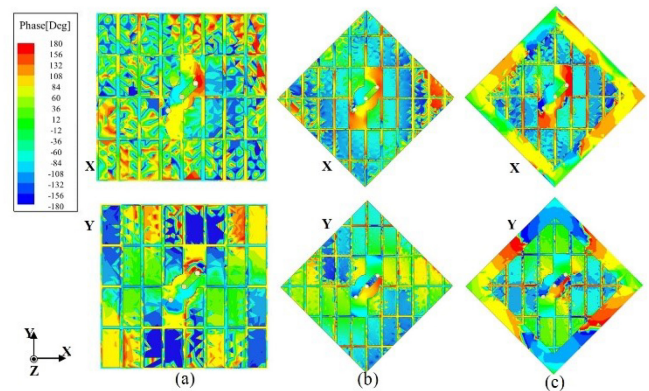 Phase[Deg]
180
156
132
108
84
60
36
12
-12
-36
-60
-84
-108
-132
-156
-180
X
X
X
Y
Y
Y
Y
Z
X
(a)
(b)
(c)